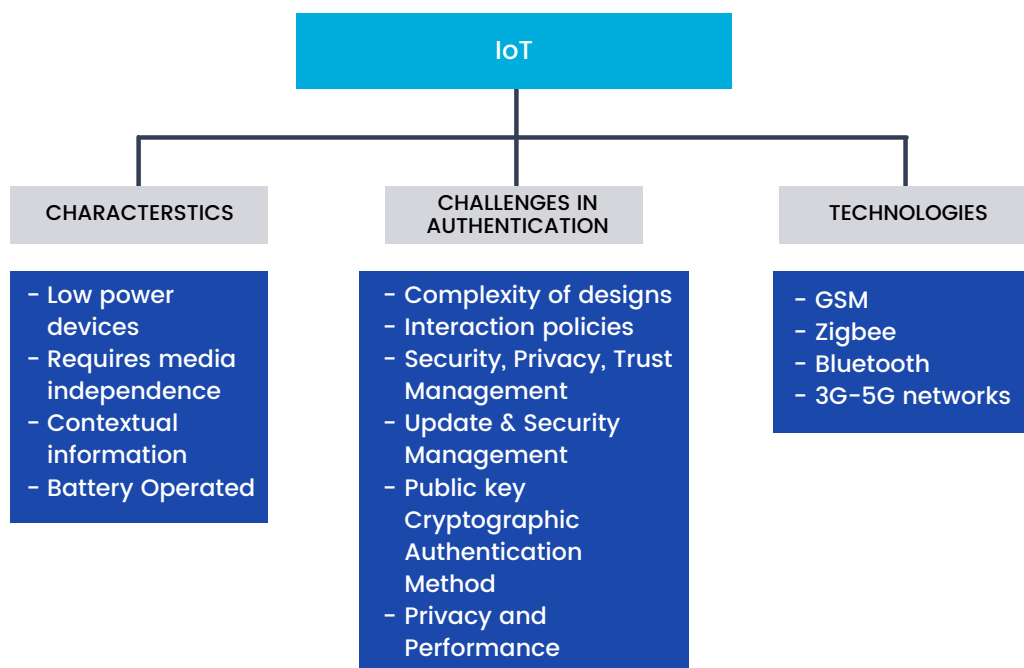 IoT
CHARACTERSTICS
- Low power
devices
- Requires media
independence
- Contextual
information
- Battery Operated
CHALLENGES IN
AUTHENTICATION
- Complexity of designs
- Interaction policies
- Security, Privacy, Trust
Management
- Update & Security
Management
- Public key
Cryptographic
Authentication
Method
- Privacy and
Performance
TECHNOLOGIES
- GSM
- Zigbee
- Bluetooth
- 3G-5G networks